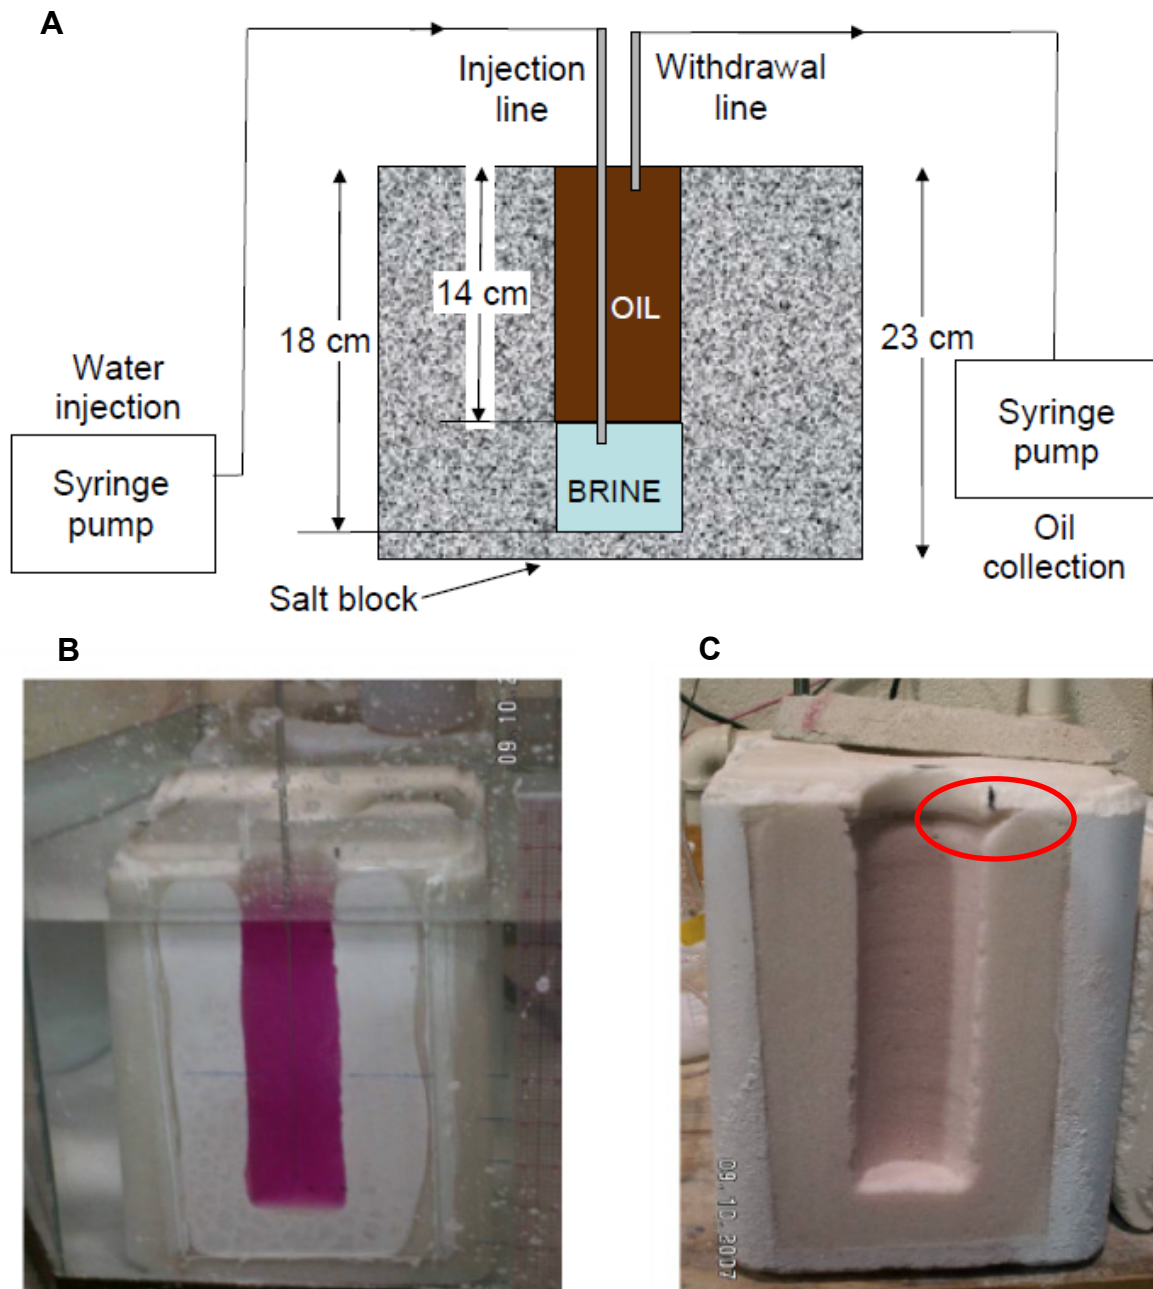 A
Injection
line
Withdrawal
line
14 cm
OIL
18 cm
23 cm
Water
injection
Syringe
pump
Syringe
pump
BRINE
Oil
collection
Salt block
B
C
09.10.2007